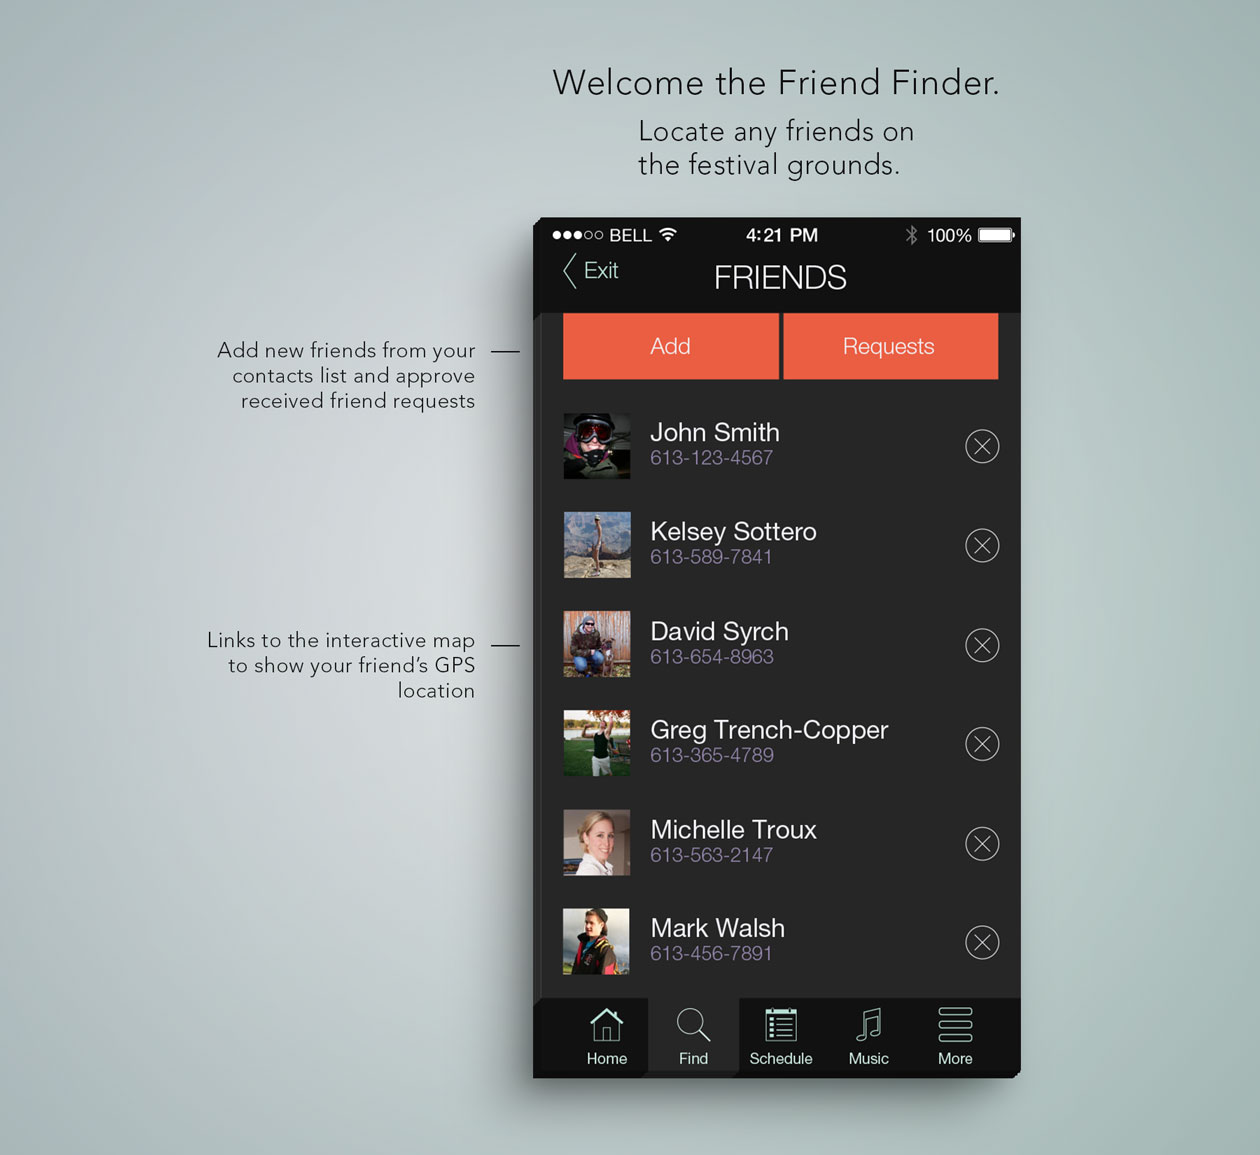 Welcome the Friend Finder.
Locate any friends on
the festival grounds.
BELL 4:21 PM 100%
Exit FRIENDS
Add Requests
Add new friends from your
contacts list and approve
received friend requests
John Smith
613-123-4567
Kelsey Sottero
613-589-7841
Links to the interactive map
to show your friend's GPS
location
David Syrch
613-654-8963
Greg Trench-Copper
613-365-4789
Michelle Troux
613-563-2147
Mark Walsh
613-456-7891
Home Find Schedule Music More